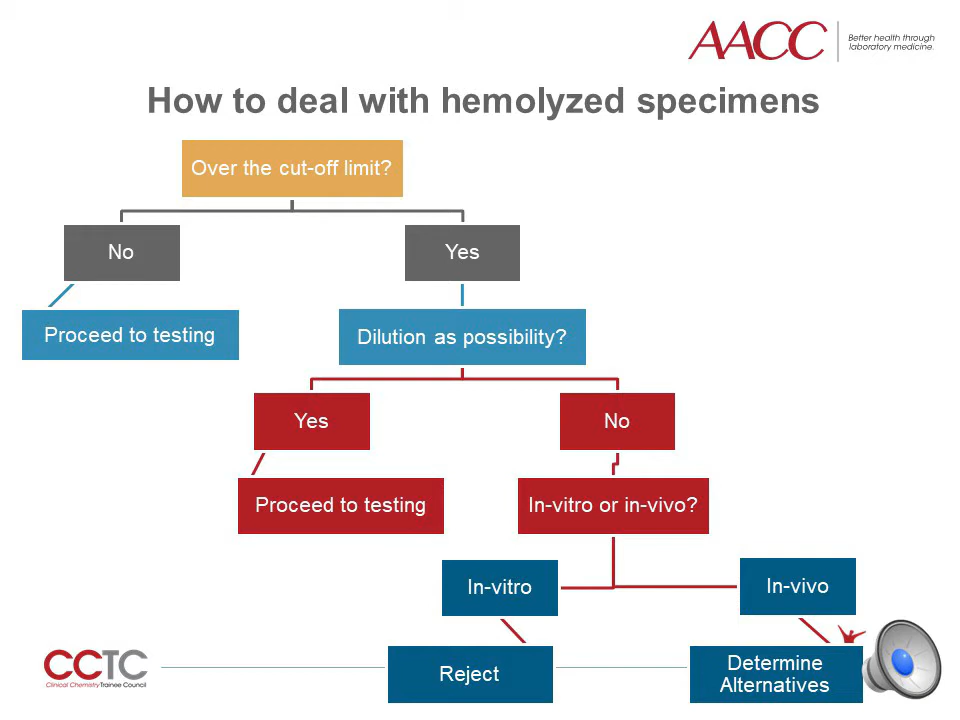 AACC
Better health through
laboratory medicine.
How to deal with hemolyzed specimens
Over the cut-off limit?
No
Yes
Proceed to testing
Dilution as possibility?
Yes
No
Proceed to testing
In-vitro or in-vivo?
In-vitro
In-vivo
CCTC
Clinical Chemistry Trainee Council
Reject
Determine
Alternatives